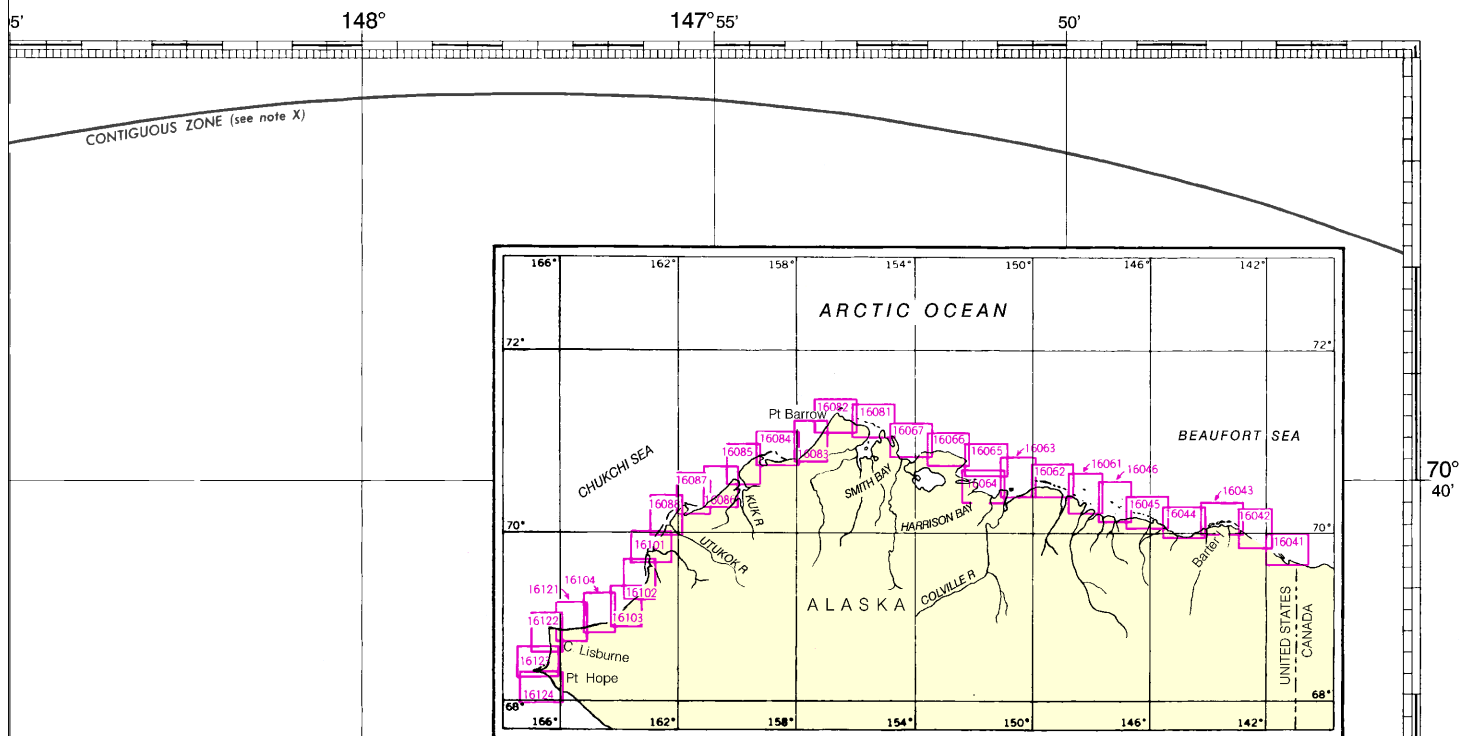 5' 148° 147°55' 50'
CONTIGUOUS ZONE (see note X)
166° 162° 158° 154° 150° 146° 142°
ARCTIC OCEAN
72° 72°
Pt Barrow
16082
16081
16067
16066
16065
16063
16084
16083
16085
BEAUFORT SEA
CHUKCHI SEA
16087
16086
16088
16064
16062
16061
16046
16045
16044
16043
16042
16041
70°
40'
KUK R
SMITH BAY
HARRISON BAY
70° 70°
16101
UTUKOK R
Barter I
16121
16104
16102
16103
16122
COLVILLE R
ALASKA
UNITED STATES
CANADA
C Lisburne
16123
Pt Hope
16124
68° 68°
166° 162° 158° 154° 150° 146° 142°